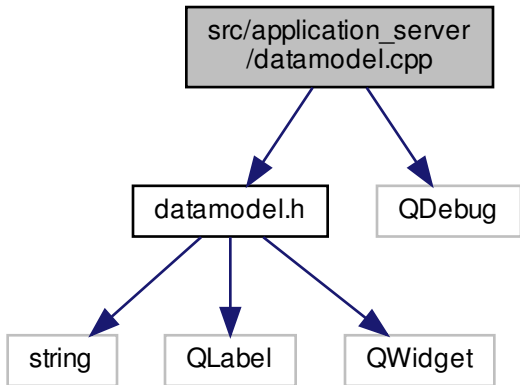 src/application_server
/datamodel.cpp
datamodel.h
QDebug
string
QLabel
QWidget